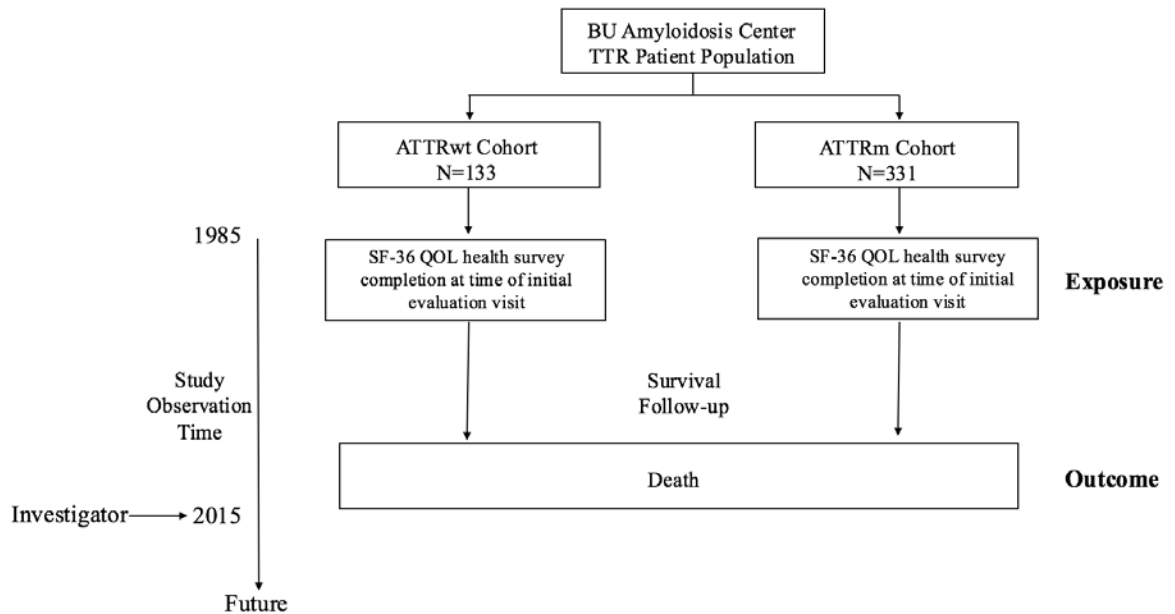 BU Amyloidosis Center
TTR Patient Population
ATTRwt Cohort
N=133
ATTRm Cohort
N=331
1985
SF-36 QOL health survey
completion at time of initial
evaluation visit
SF-36 QOL health survey
completion at time of initial
evaluation visit
Exposure
Study
Observation
Time
Survival
Follow-up
Death
Outcome
Investigator
2015
Future